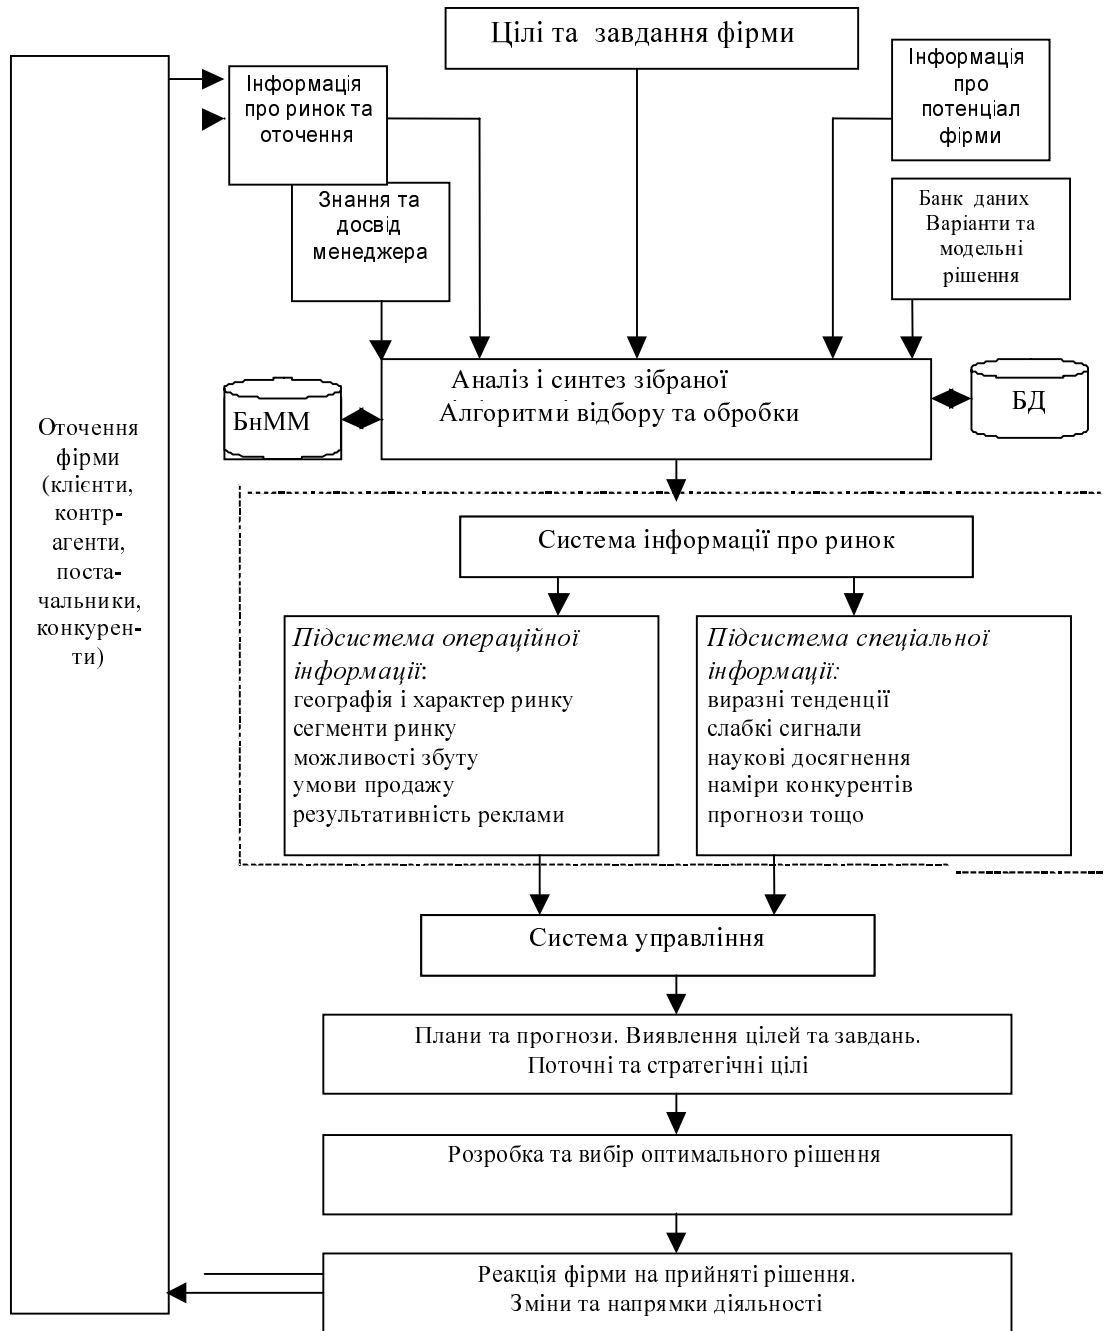 Цілі та завдання фірми
Інформація
про ринок та
оточення
Інформація
про
потенціал
фірми
Знання та
досвід
менеджера
Банк даних
Варіанти та
модельні
рішення
Аналіз і синтез зібраної
Алгоритми відбору та обробки
БнММ
БД
Оточення
фірми
(клієнти,
контр-
агенти,
поста-
чальники,
конкурен-
ти)
Система інформації про ринок
Підсистема операційної
інформації:
географія і характер ринку
сегменти ринку
можливості збуту
умови продажу
результативність реклами
Підсистема спеціальної
інформації:
виразні тенденції
слабкі сигнали
наукові досягнення
наміри конкурентів
прогнози тощо
Система управління
Плани та прогнози. Виявлення цілей та завдань.
Поточні та стратегічні цілі
Розробка та вибір оптимального рішення
Реакція фірми на прийняті рішення.
Зміни та напрямки діяльності